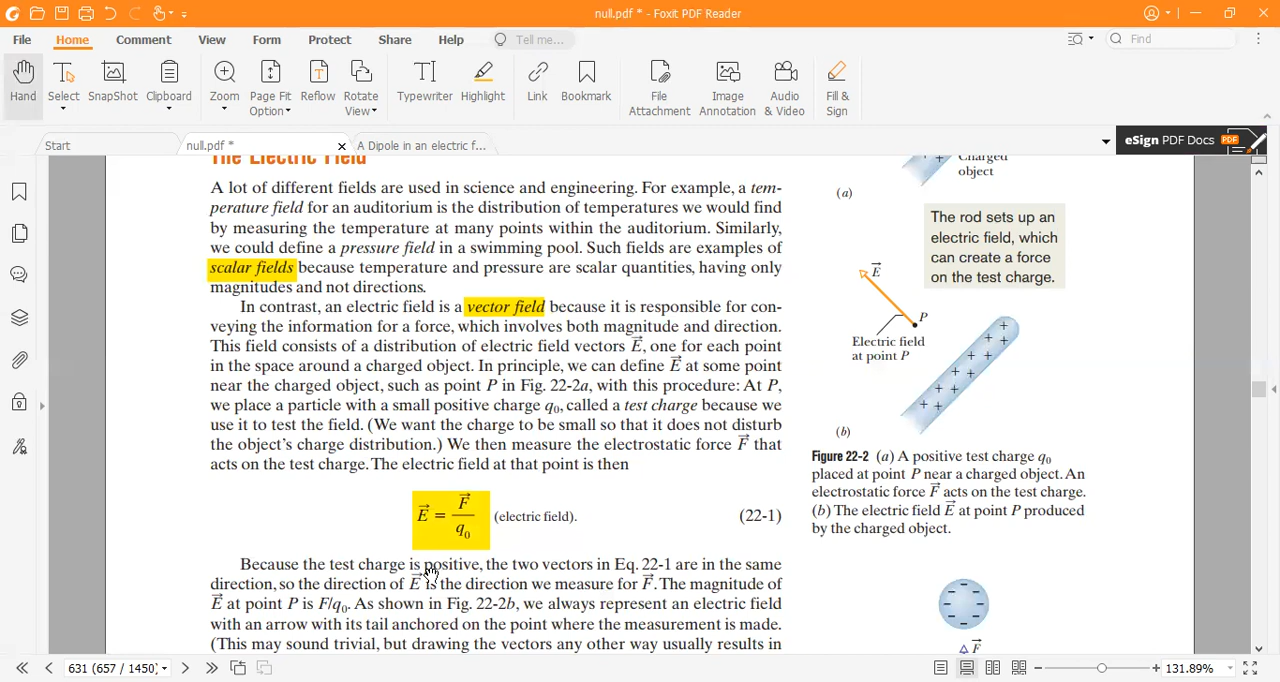 null.pdf * - Foxit PDF Reader
File Home Comment View Form Protect Share Help Tell me... Find
Hand Select SnapShot Clipboard Zoom Page Fit Option Reflow Rotate View Typewriter Highlight Link Bookmark File Attachment Image Annotation Audio & Video Fill & Sign
Start null.pdf * A Dipole in an electric f... eSign PDF Docs PDF
The Electric Field
A lot of different fields are used in science and engineering. For example, a tem-
perature field for an auditorium is the distribution of temperatures we would find
by measuring the temperature at many points within the auditorium. Similarly,
we could define a pressure field in a swimming pool. Such fields are examples of
scalar fields because temperature and pressure are scalar quantities, having only
magnitudes and not directions.
In contrast, an electric field is a vector field because it is responsible for con-
veying the information for a force, which involves both magnitude and direction.
This field consists of a distribution of electric field vectors E⃗, one for each point
in the space around a charged object. In principle, we can define E⃗ at some point
near the charged object, such as point P in Fig. 22-2a, with this procedure: At P,
we place a particle with a small positive charge q₀, called a test charge because we
use it to test the field. (We want the charge to be small so that it does not disturb
the object's charge distribution.) We then measure the electrostatic force F⃗ that
acts on the test charge. The electric field at that point is then
E⃗ = F⃗/q₀ (electric field). (22-1)
Because the test charge is positive, the two vectors in Eq. 22-1 are in the same
direction, so the direction of E⃗ is the direction we measure for F⃗. The magnitude of
E⃗ at point P is F/q₀. As shown in Fig. 22-2b, we always represent an electric field
with an arrow with its tail anchored on the point where the measurement is made.
(This may sound trivial, but drawing the vectors any other way usually results in
Charged
object
(a)
The rod sets up an
electric field, which
can create a force
on the test charge.
E⃗
P
Electric field
at point P
(b)
Figure 22-2 (a) A positive test charge q₀
placed at point P near a charged object. An
electrostatic force F⃗ acts on the test charge.
(b) The electric field E⃗ at point P produced
by the charged object.
F⃗
631 (657 / 1450) 131.89%